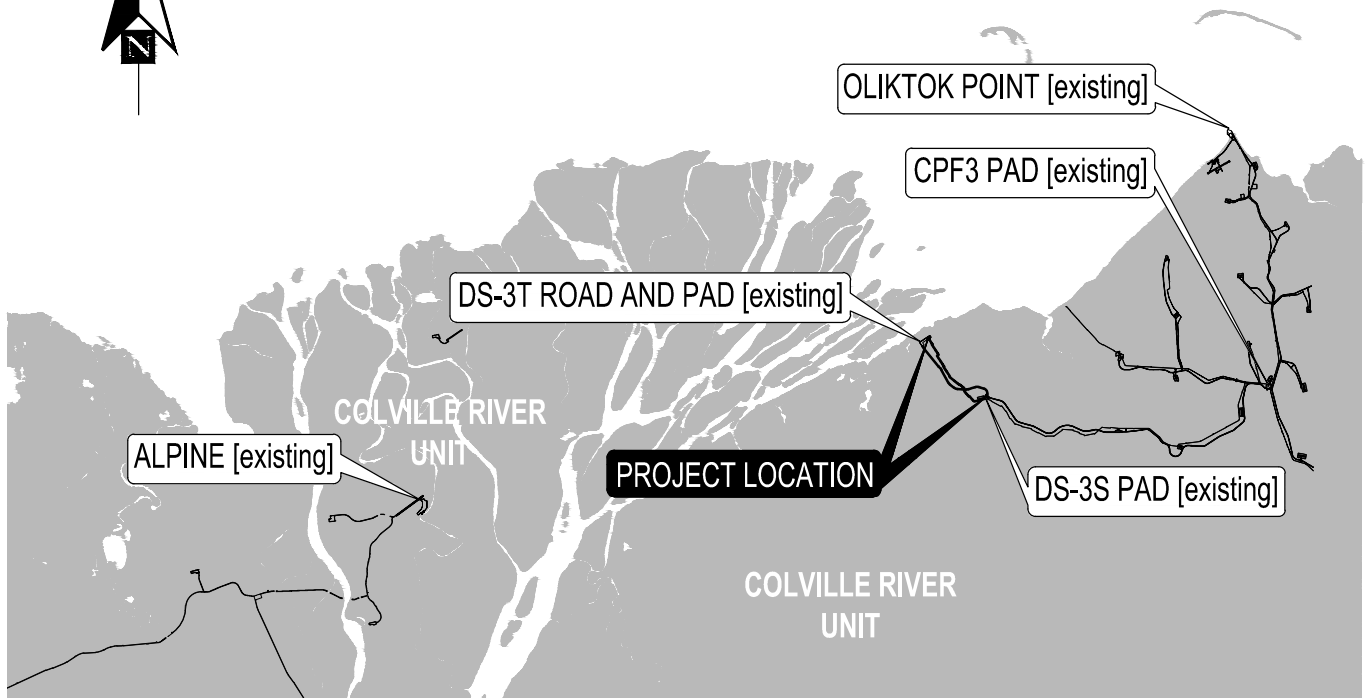 N
OLIKTOK POINT [existing]
CPF3 PAD [existing]
DS-3T ROAD AND PAD [existing]
COLVILLE RIVER
UNIT
ALPINE [existing]
PROJECT LOCATION
DS-3S PAD [existing]
COLVILLE RIVER
UNIT